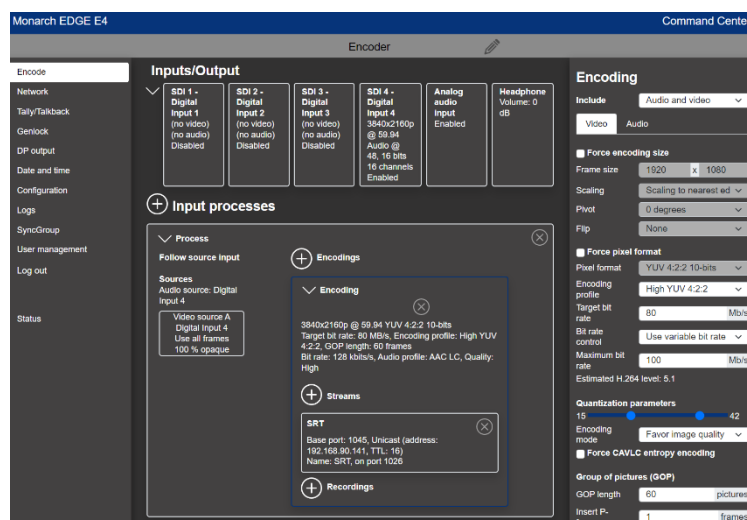 Monarch EDGE E4
Command Cente
Encoder
Encode
Network
Tally/Talkback
Genlock
DP output
Date and time
Configuration
Logs
SyncGroup
User management
Log out
Status
Inputs/Output
SDI 1 -
Digital
Input 1
(no video)
(no audio)
Disabled
SDI 2 -
Digital
Input 2
(no video)
(no audio)
Disabled
SDI 3 -
Digital
Input 3
(no video)
(no audio)
Disabled
SDI 4 -
Digital
Input 4
3840x2160p
@ 59.94
Audio @
48, 16 bits
16 channels
Enabled
Analog
audio
input
Enabled
Headphone
Volume: 0
dB
Input processes
Process
Follow source input
Sources
Audio source: Digital
Input 4
Video source A
Digital Input 4
Use all frames
100 % opaque
Encodings
Encoding
3840x2160p @ 59.94 YUV 4:2:2 10-bits
Target bit rate: 80 MB/s, Encoding profile: High YUV
4:2:2, GOP length: 60 frames
Bit rate: 128 kbits/s, Audio profile: AAC LC, Quality:
High
Streams
SRT
Base port: 1045, Unicast (address:
192.168.90.141, TTL: 16)
Name: SRT, on port 1026
Recordings
Encoding
Include Audio and video
Video Audio
Force encoding size
Frame size 1920 x 1080
Scaling Scaling to nearest ed
Pivot 0 degrees
Flip None
Force pixel format
Pixel format YUV 4:2:2 10-bits
Encoding
profile High YUV 4:2:2
Target bit
rate 80 Mb/s
Bit rate
control Use variable bit rate
Maximum bit
rate 100 Mb/s
Estimated H.264 level: 5.1
Quantization parameters
15 42
Encoding
mode Favor image quality
Force CAVLC entropy encoding
Group of pictures (GOP)
GOP length 60 pictures
Insert P-
1 frames